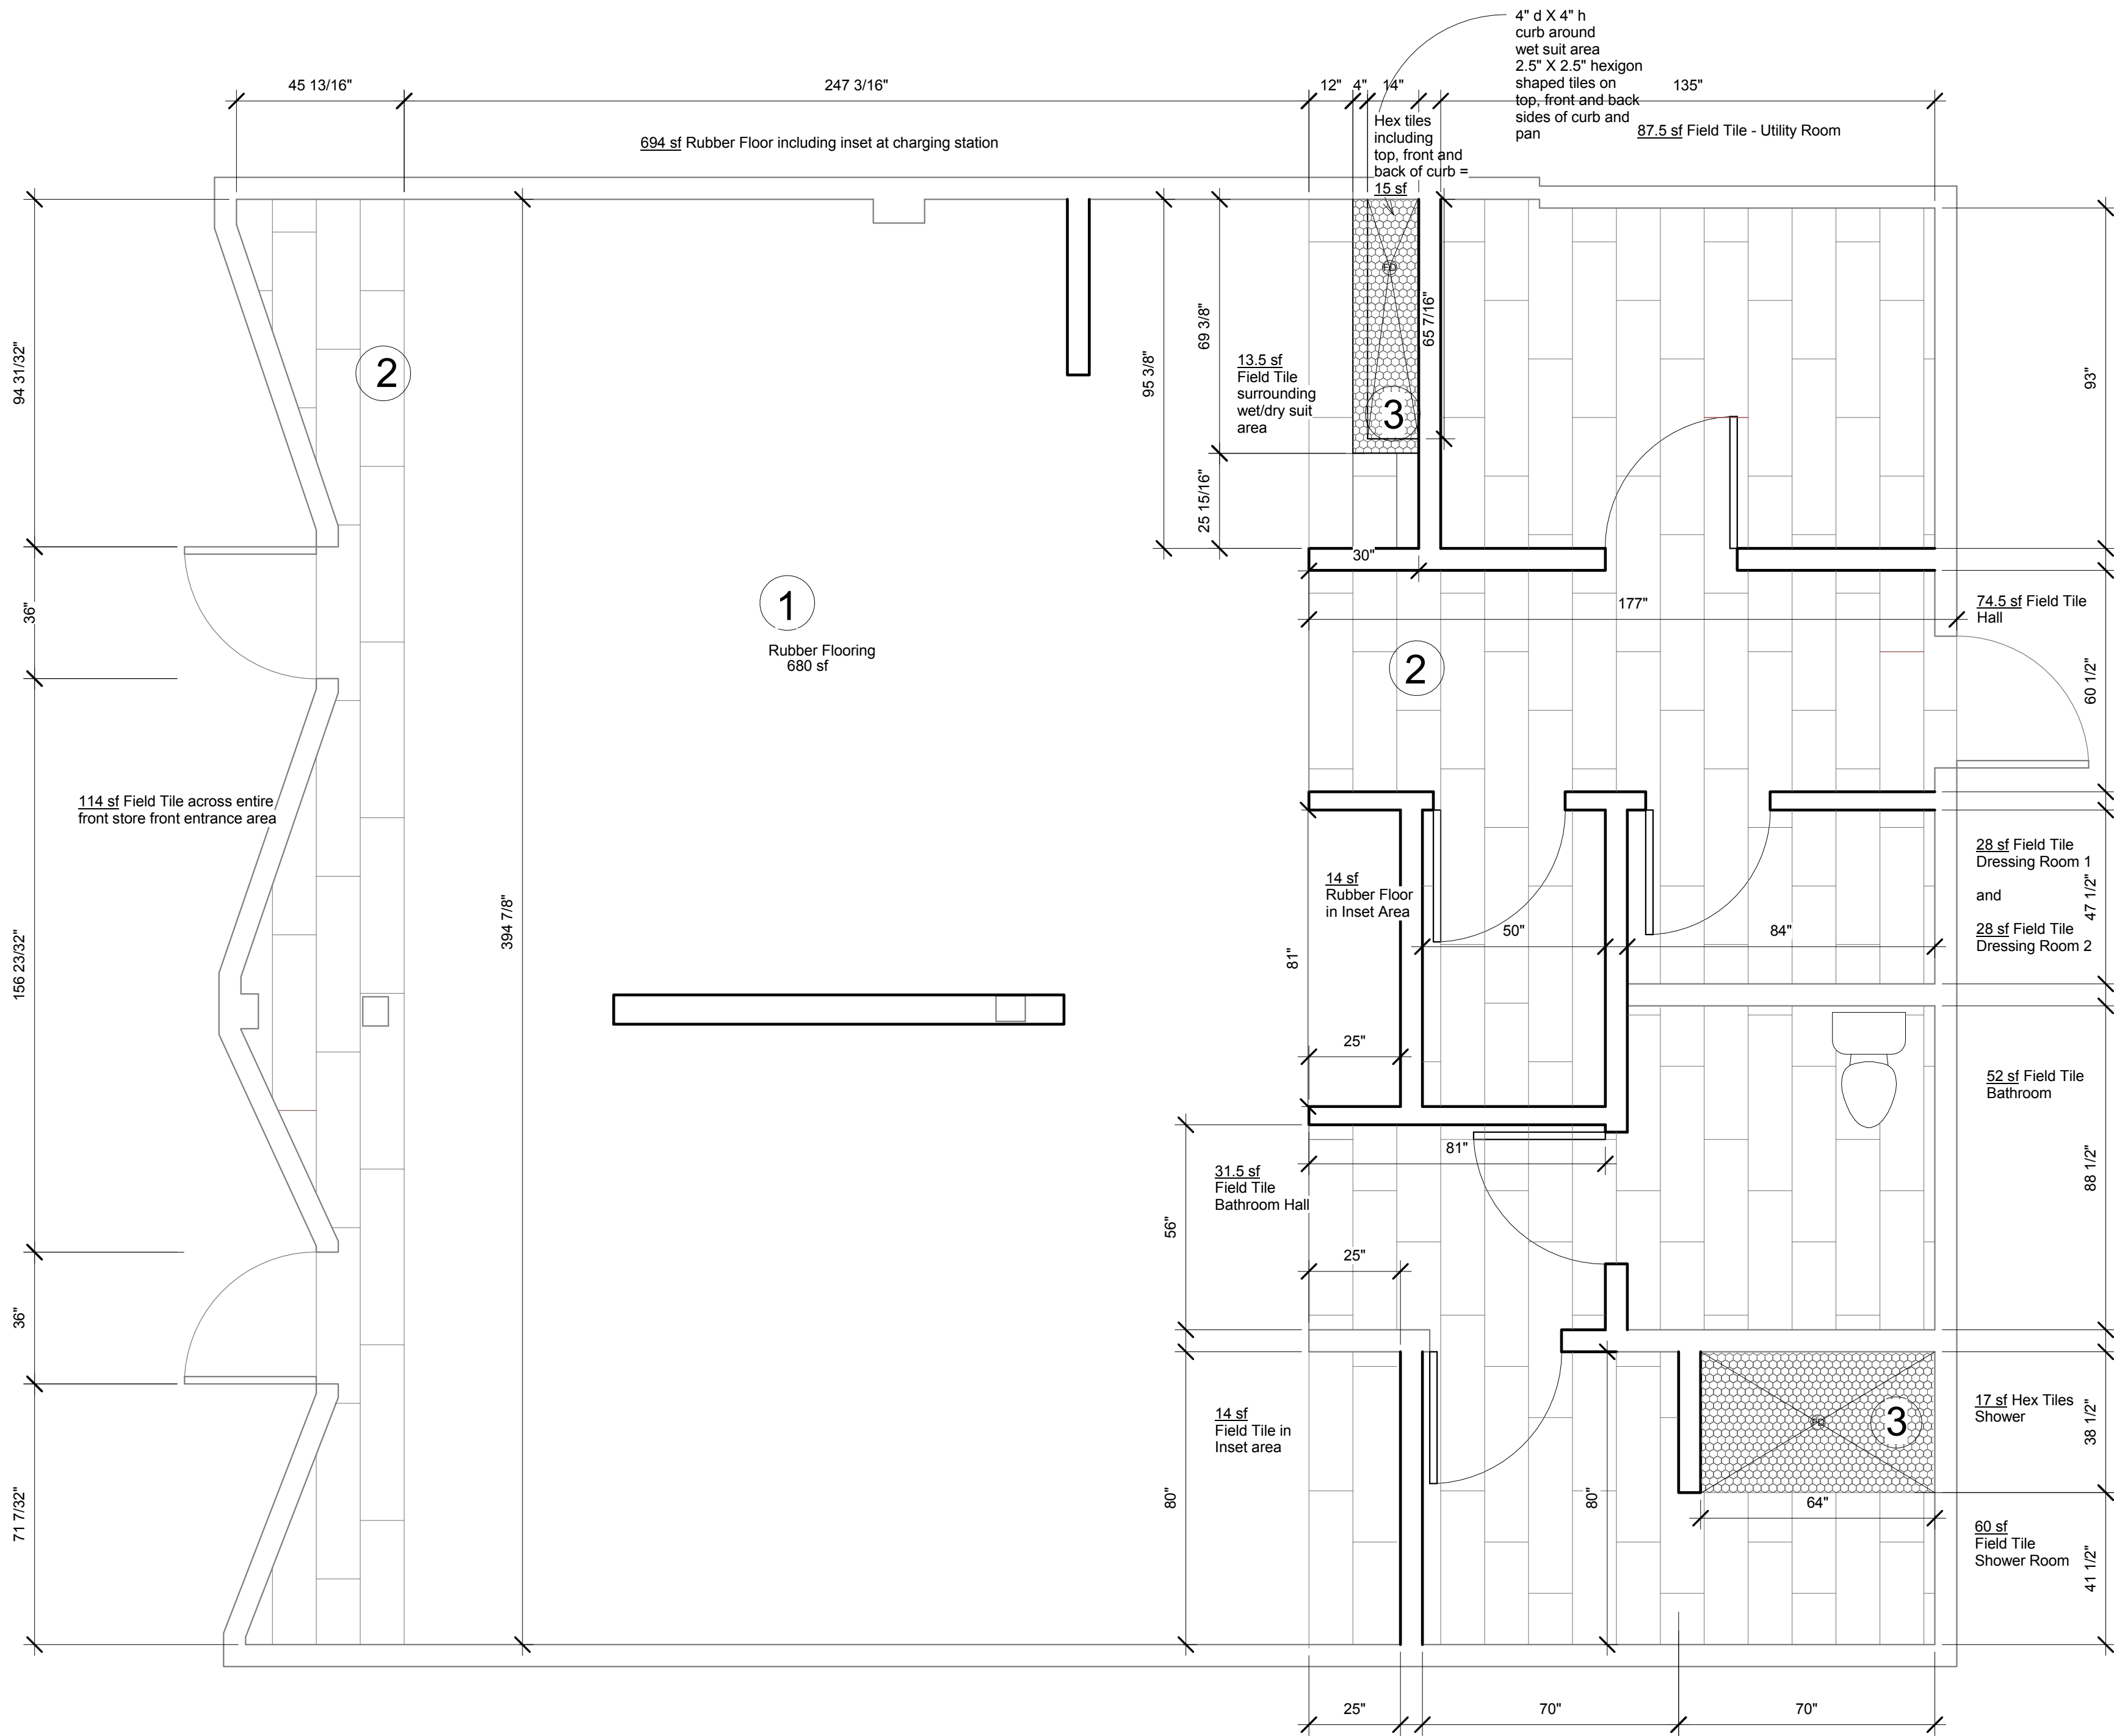 4" d X 4" h
curb around
wet suit area
2.5" X 2.5" hexigon
shaped tiles on
top, front and back
sides of curb and
pan
45 13/16"
247 3/16"
12"
4"
14"
135"
694 sf Rubber Floor including inset at charging station
Hex tiles
including
top, front and
back of curb =
15 sf
87.5 sf Field Tile - Utility Room
94 31/32"
2
95 3/8"
69 3/8"
13.5 sf
Field Tile
surrounding
wet/dry suit
area
FD
65 7/16"
3
93"
25 15/16"
30"
36"
1
Rubber Flooring
680 sf
177"
74.5 sf Field Tile
Hall
2
60 1/2"
114 sf Field Tile across entire
front store front entrance area
156 23/32"
394 7/8"
14 sf
Rubber Floor
in Inset Area
81"
50"
84"
28 sf Field Tile
Dressing Room 1
and
28 sf Field Tile
Dressing Room 2
47 1/2"
25"
52 sf Field Tile
Bathroom
88 1/2"
81"
31.5 sf
Field Tile
Bathroom Hall
56"
25"
36"
14 sf
Field Tile in
Inset area
FD
3
17 sf Hex Tiles
Shower
38 1/2"
71 7/32"
80"
80"
64"
60 sf
Field Tile
Shower Room
41 1/2"
25"
70"
70"